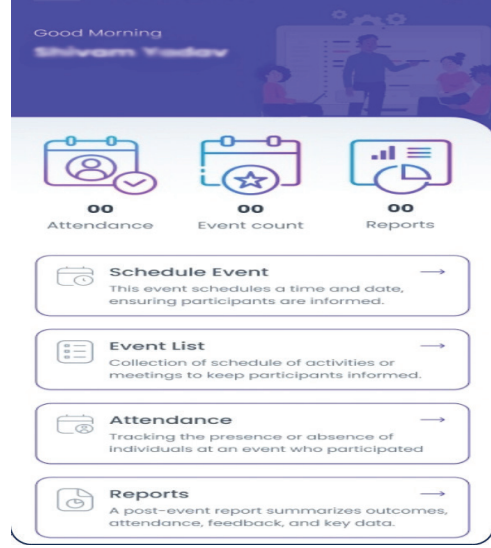 Good Morning
Shivam Yadav
00
Attendance
00
Event count
00
Reports
Schedule Event
This event schedules a time and date,
ensuring participants are informed.
Event List
Collection of schedule of activities or
meetings to keep participants informed.
Attendance
Tracking the presence or absence of
individuals at an event who participated
Reports
A post-event report summarizes outcomes,
attendance, feedback, and key data.